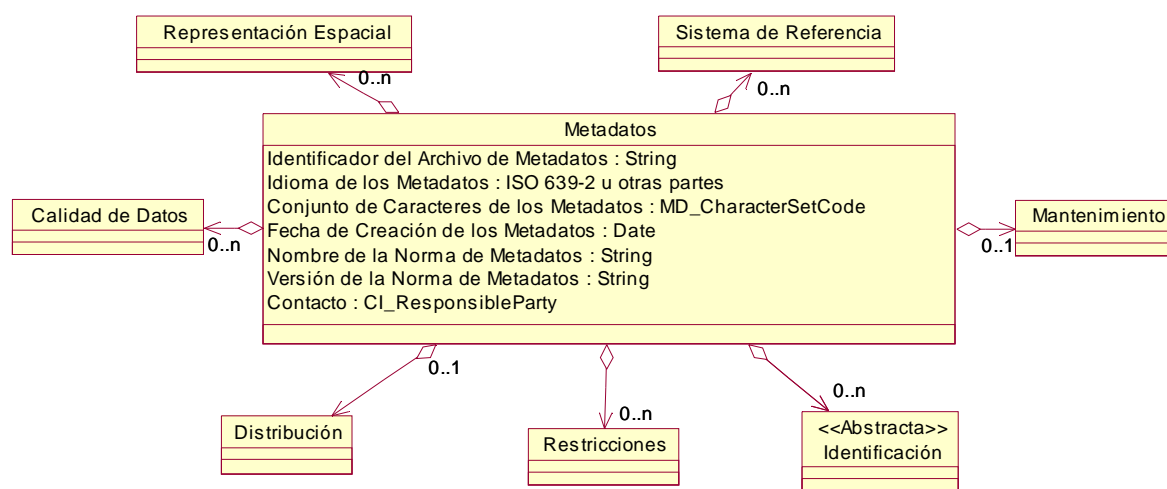 Representación Espacial
Sistema de Referencia
0..n
0..n
Metadatos
Identificador del Archivo de Metadatos : String
Idioma de los Metadatos : ISO 639-2 u otras partes
Conjunto de Caracteres de los Metadatos : MD_CharacterSetCode
Fecha de Creación de los Metadatos : Date
Nombre de la Norma de Metadatos : String
Versión de la Norma de Metadatos : String
Contacto : CI_ResponsibleParty
Calidad de Datos
0..n
Mantenimiento
0..1
0..1
0..n
0..n
Distribución
Restricciones
<<Abstracta>>
Identificación